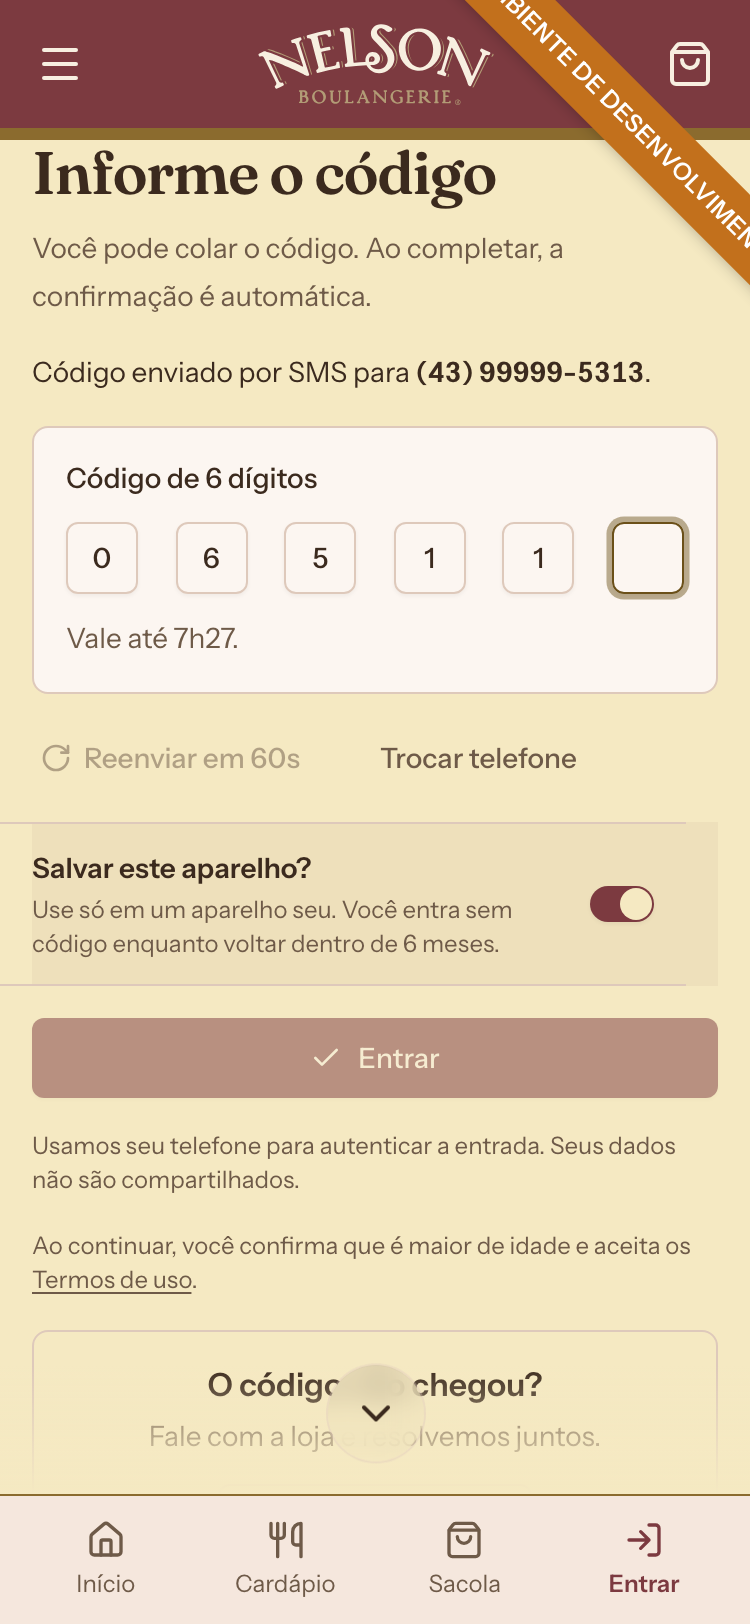 NELSON
BOULANGERIE
BIENTE DE DESENVOLVIMEN
Informe o código
Você pode colar o código. Ao completar, a
confirmação é automática.
Código enviado por SMS para (43) 99999-5313.
Código de 6 dígitos
0 6 5 1 1
Vale até 7h27.
Reenviar em 60s Trocar telefone
Salvar este aparelho?
Use só em um aparelho seu. Você entra sem
código enquanto voltar dentro de 6 meses.
Entrar
Usamos seu telefone para autenticar a entrada. Seus dados
não são compartilhados.
Ao continuar, você confirma que é maior de idade e aceita os
Termos de uso.
O código chegou?
Fale com a loja e resolvemos juntos.
Início Cardápio Sacola Entrar